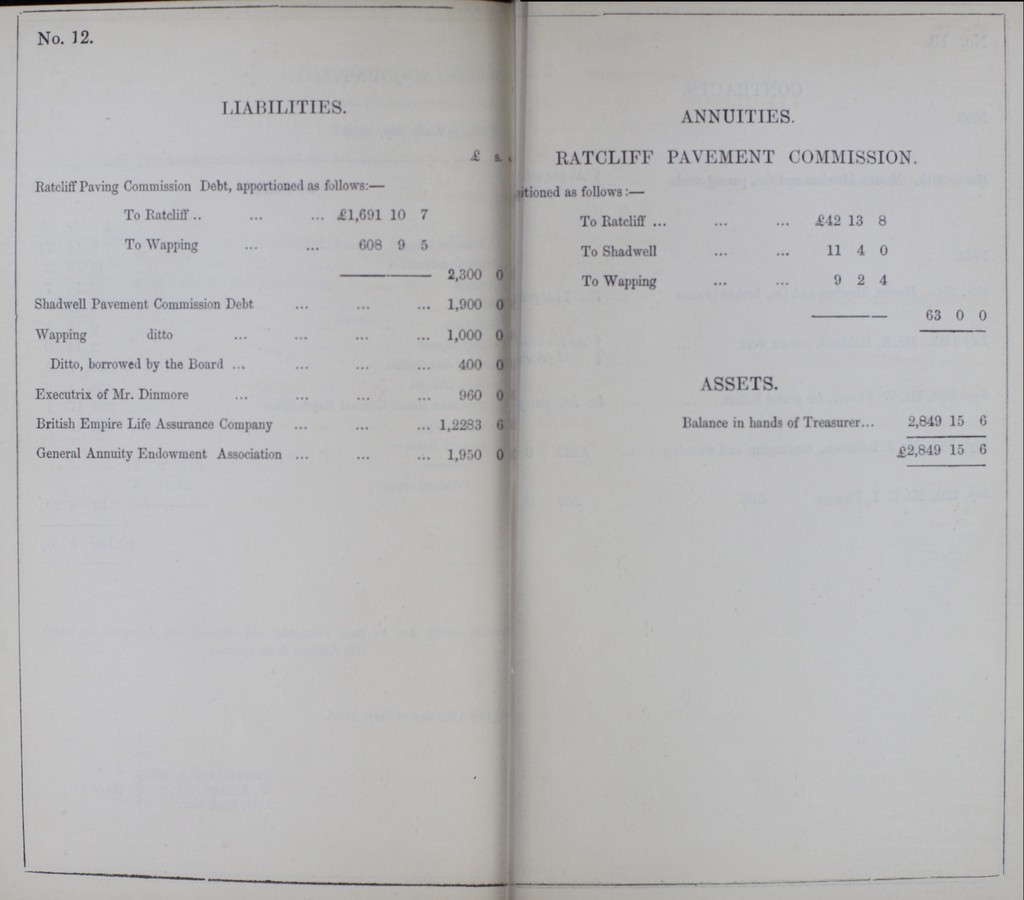 No. 12.
LIABILITIES.
£ s.
Ratcliff Paving Commission Debt, apportioned as follows:—
To Ratcliff .. ... ... £1,691 10 7
To Wapping ... ... 608 9 5
2,300 0
Shadwell Pavement Commission Debt ... ... ... 1,900 0
Wapping ditto ... ... ... ... 1,000 0
Ditto, borrowed by the Board ... ... ... ... 400 0
Executrix of Mr. Dinmore ... ... ... ... 960 0
British Empire Life Assurance Company ... ... ... 1,2283 6
General Annuity Endowment Association ... ... ... 1,950 0
ANNUITIES.
RATCLIFF PAVEMENT COMMISSION.
tioned as follows:—
To Ratcliff ... ... ... £42 13 8
To Shadwell ... ... 11 4 0
To Wapping ... ... 9 2 4
63 0 0
ASSETS.
Balance in hands of Treasurer... 2,849 15 6
£2,849 15 6